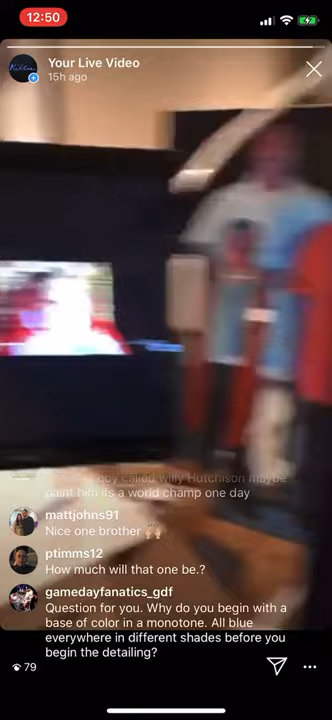 12:50
Killer
Your Live Video
15h ago
boy called willy Hutchison maybe
paint him its a world champ one day
mattjohns91
Nice one brother 🙌🏼
ptimms12
How much will that one be.?
gamedayfanatics_gdf
Question for you. Why do you begin with a
base of color in a monotone. All blue
everywhere in different shades before you
begin the detailing?
79